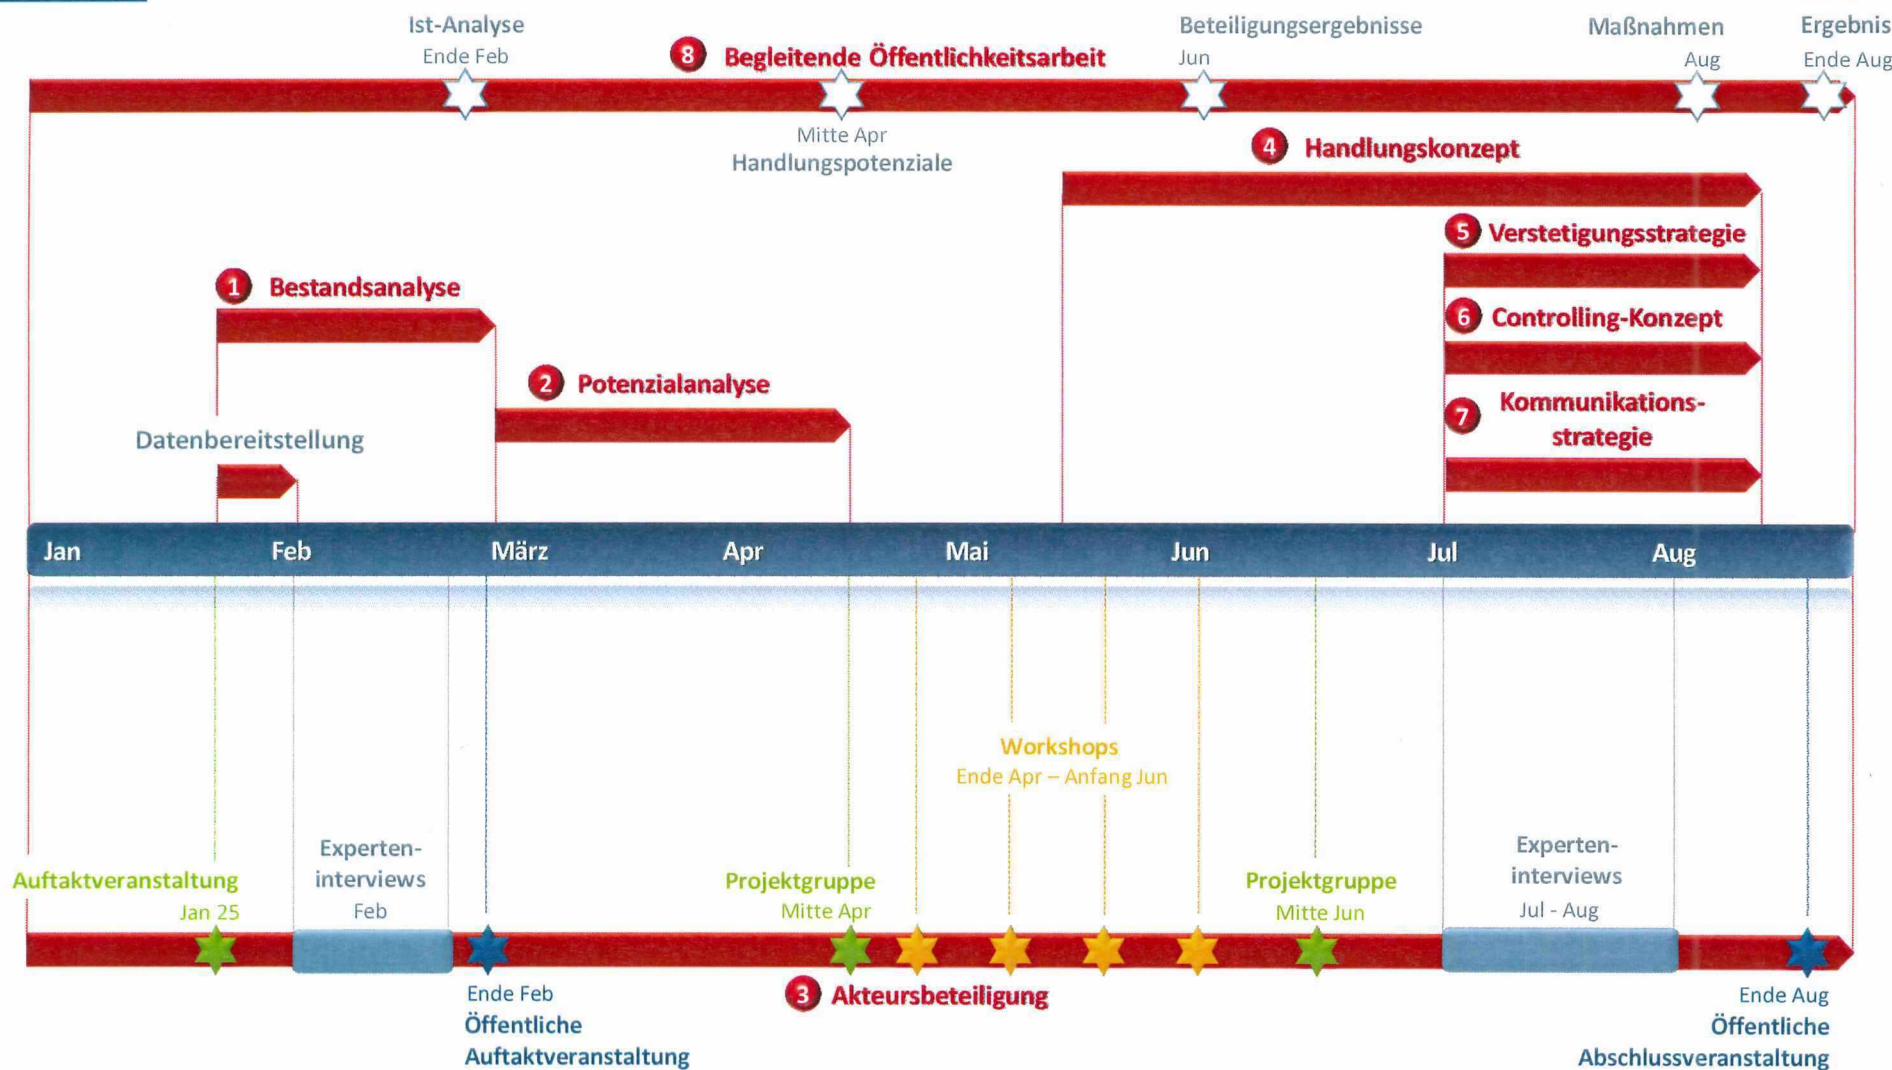 Ist-Analyse
Ende Feb
8 Begleitende Öffentlichkeitsarbeit
Beteiligungsergebnisse
Jun
Maßnahmen
Aug
Ergebnis
Ende Aug
Mitte Apr
Handlungspotenziale
4 Handlungskonzept
5 Verstetigungsstrategie
1 Bestandsanalyse
6 Controlling-Konzept
2 Potenzialanalyse
7 Kommunikations-
strategie
Datenbereitstellung
Jan Feb März Apr Mai Jun Jul Aug
Workshops
Ende Apr – Anfang Jun
Auftaktveranstaltung
Jan 25
Experten-
interviews
Feb
Projektgruppe
Mitte Apr
Projektgruppe
Mitte Jun
Experten-
interviews
Jul - Aug
Ende Feb
Öffentliche
Auftaktveranstaltung
3 Akteursbeteiligung
Ende Aug
Öffentliche
Abschlussveranstaltung